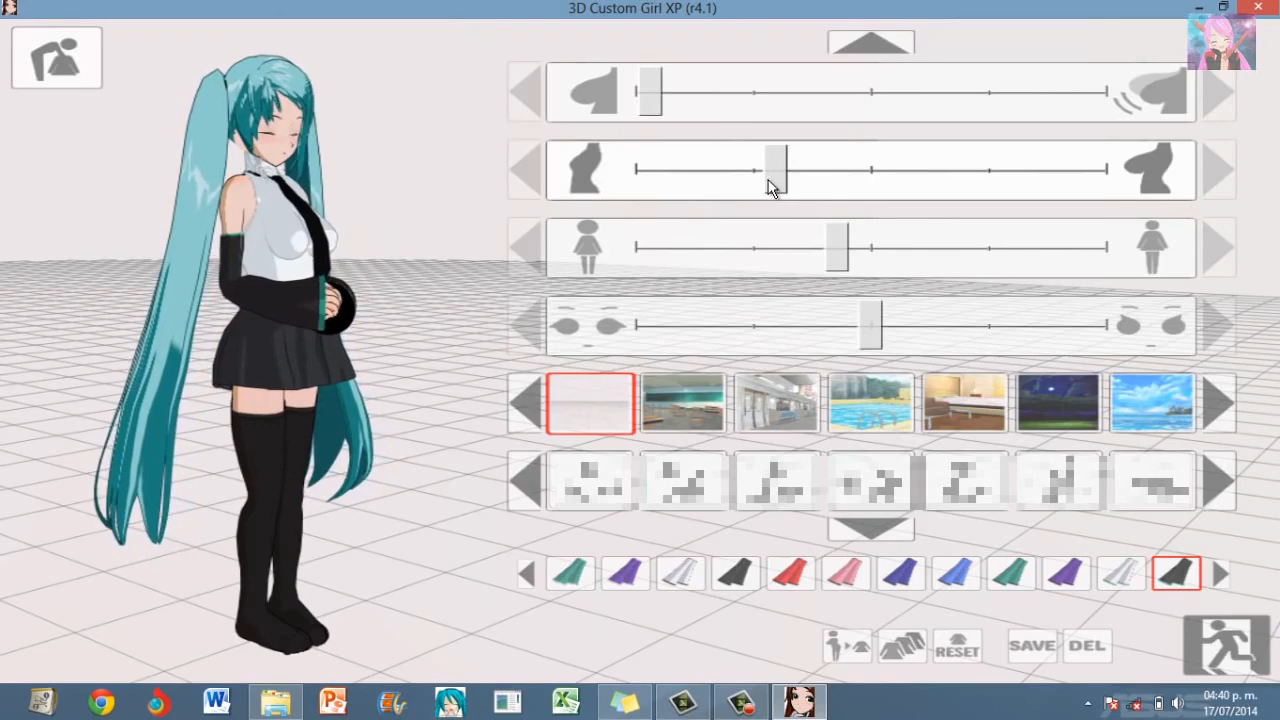 3D Custom Girl XP (r4.1)
RESET
SAVE
DEL
04:40 p. m.
17/07/2014